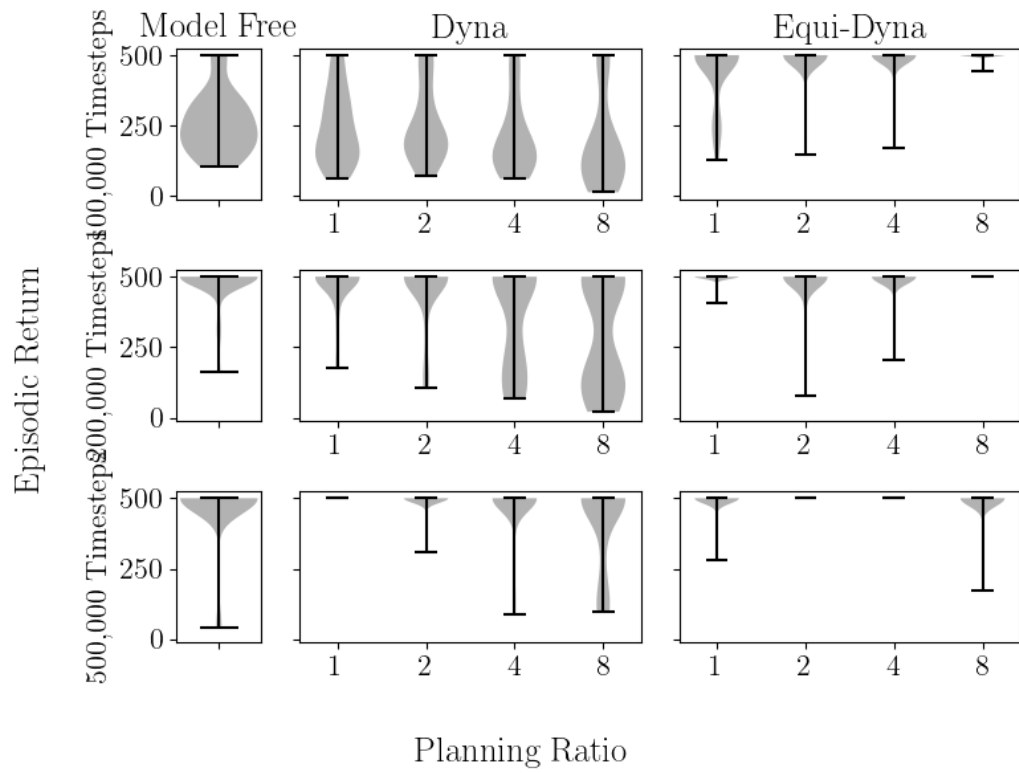 Model Free Dyna Equi-Dyna
100,000 Timesteps
500
250
0
1 2 4 8 1 2 4 8
200,000 Timesteps
500
250
0
1 2 4 8 1 2 4 8
500,000 Timesteps
500
250
0
1 2 4 8 1 2 4 8
Episodic Return
Planning Ratio